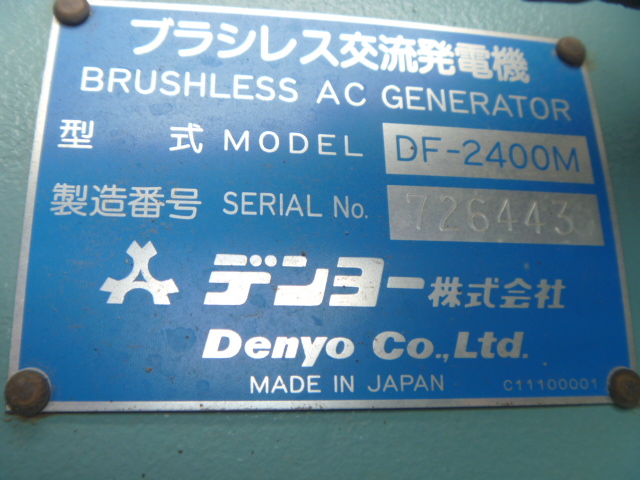 ブラシレス交流発電機
BRUSHLESS AC GENERATOR
型 式 MODEL DF-2400M
製造番号 SERIAL No. 726443
デンヨー株式会社
Denyo Co.,Ltd.
MADE IN JAPAN C11100001